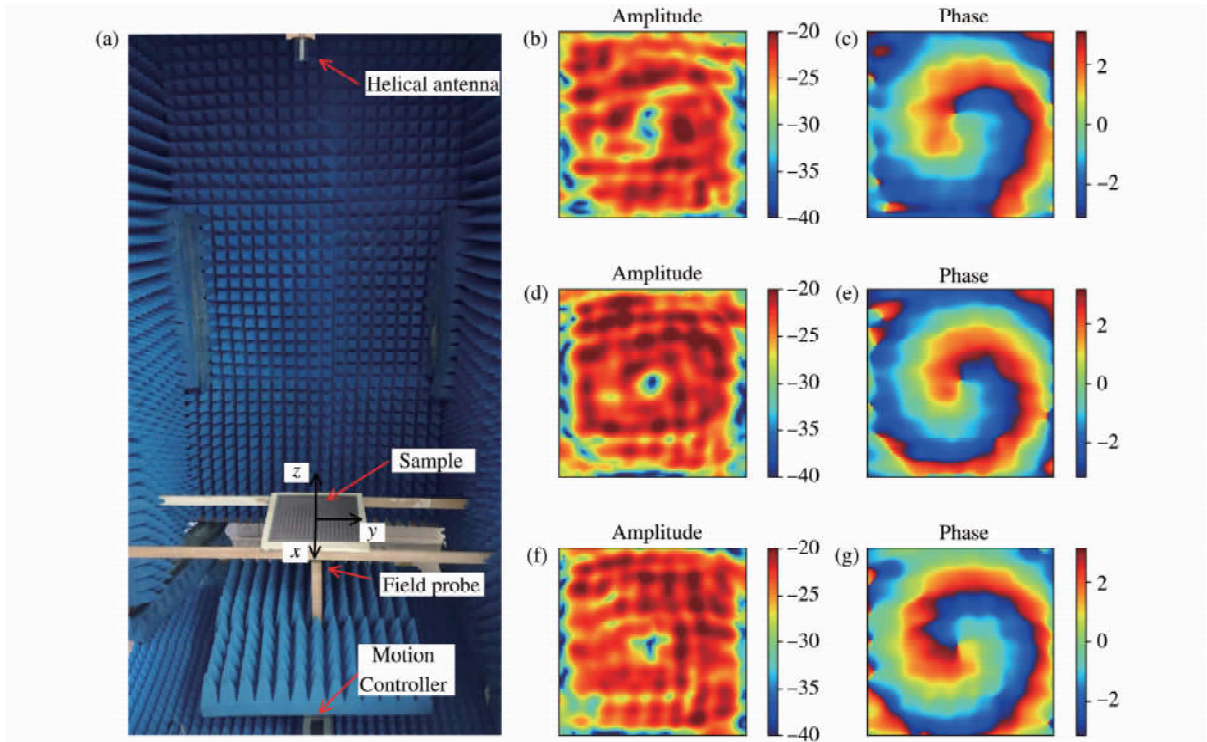 (a)
Helical antenna
Sample
z
y
x
Field probe
Motion
Controller
Amplitude
(b)
−20
−25
−30
−35
−40
Phase
(c)
2
0
−2
Amplitude
(d)
−20
−25
−30
−35
−40
Phase
(e)
2
0
−2
Amplitude
(f)
−20
−25
−30
−35
−40
Phase
(g)
2
0
−2